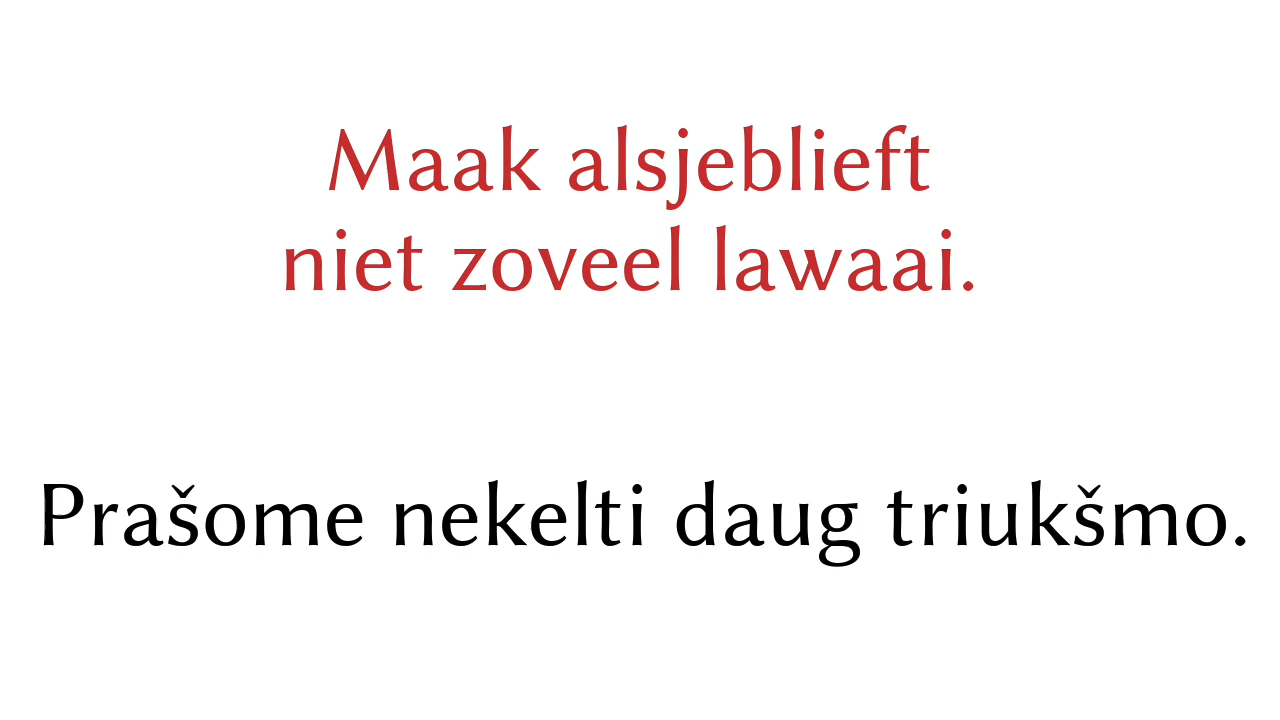 Maak alsjeblieft
niet zoveel lawaai.
Prašome nekelti daug triukšmo.